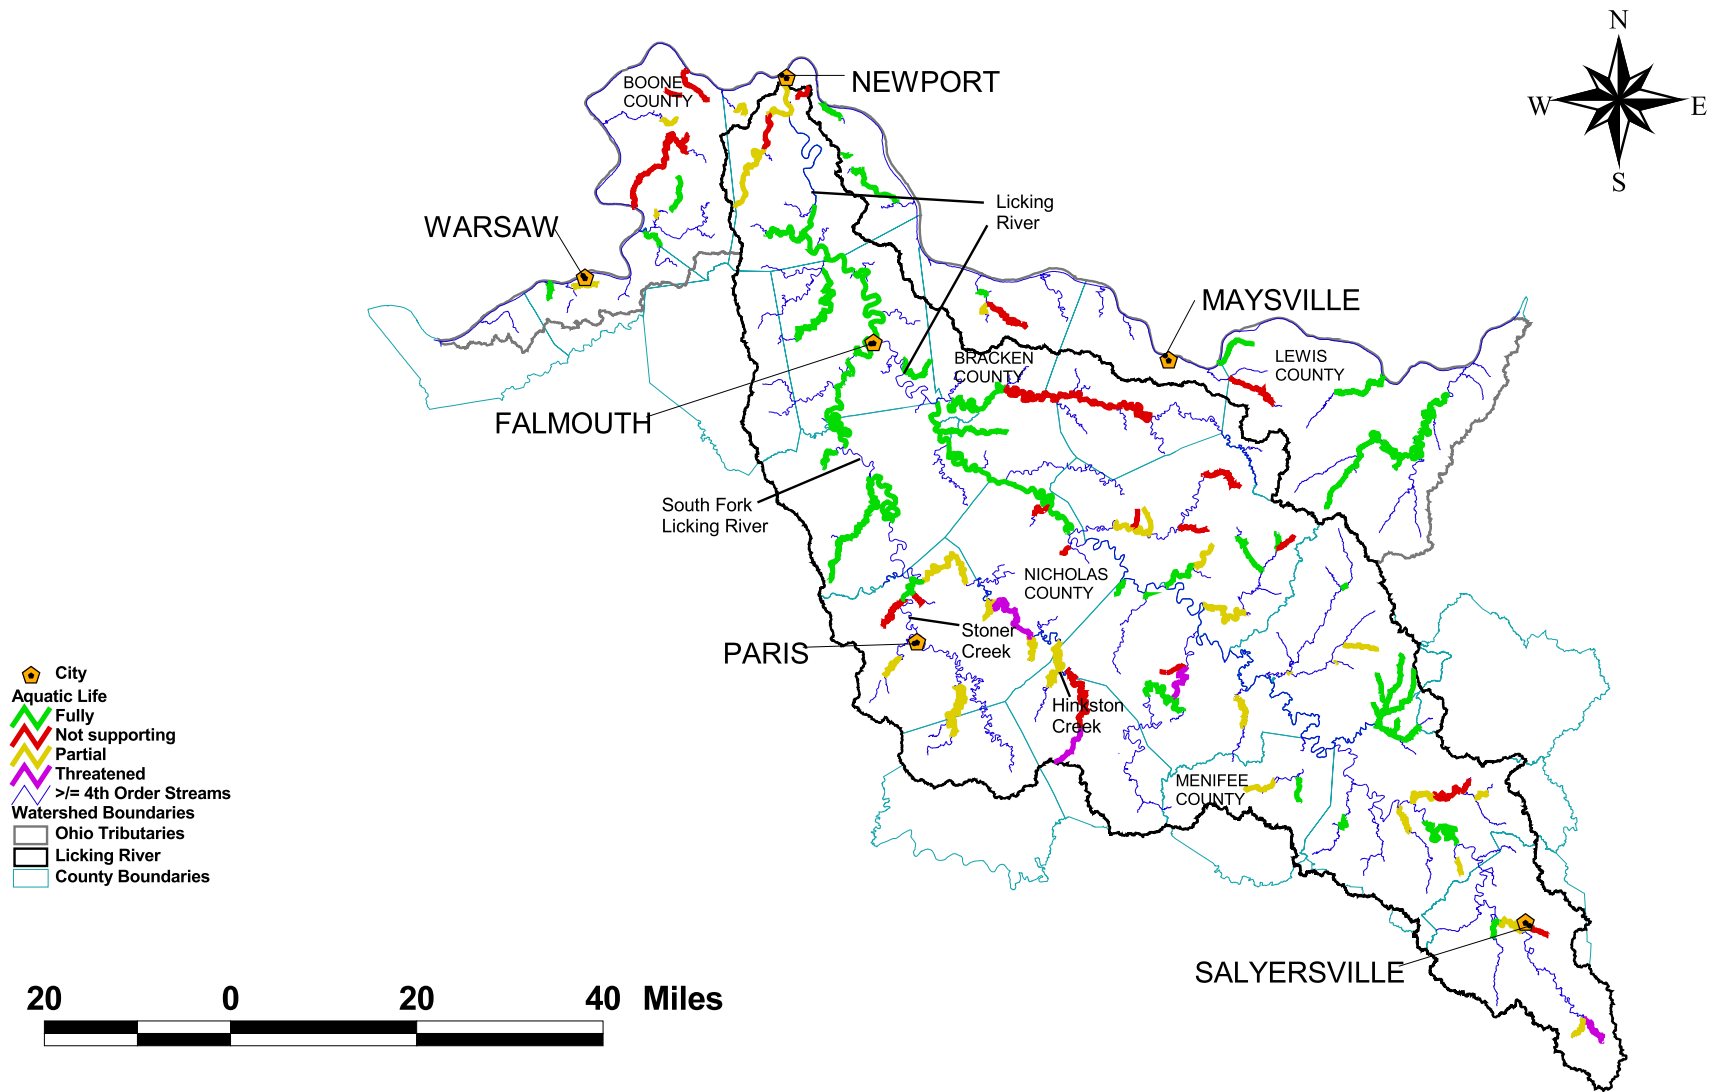 N
W
E
S
BOONE
COUNTY
NEWPORT
WARSAW
Licking
River
MAYSVILLE
BRACKEN
COUNTY
LEWIS
COUNTY
FALMOUTH
South Fork
Licking River
NICHOLAS
COUNTY
Stoner
Creek
PARIS
Hinkston
Creek
MENIFEE
COUNTY
SALYERSVILLE
City
Aquatic Life
Fully
Not supporting
Partial
Threatened
>/= 4th Order Streams
Watershed Boundaries
Ohio Tributaries
Licking River
County Boundaries
20 0 20 40 Miles